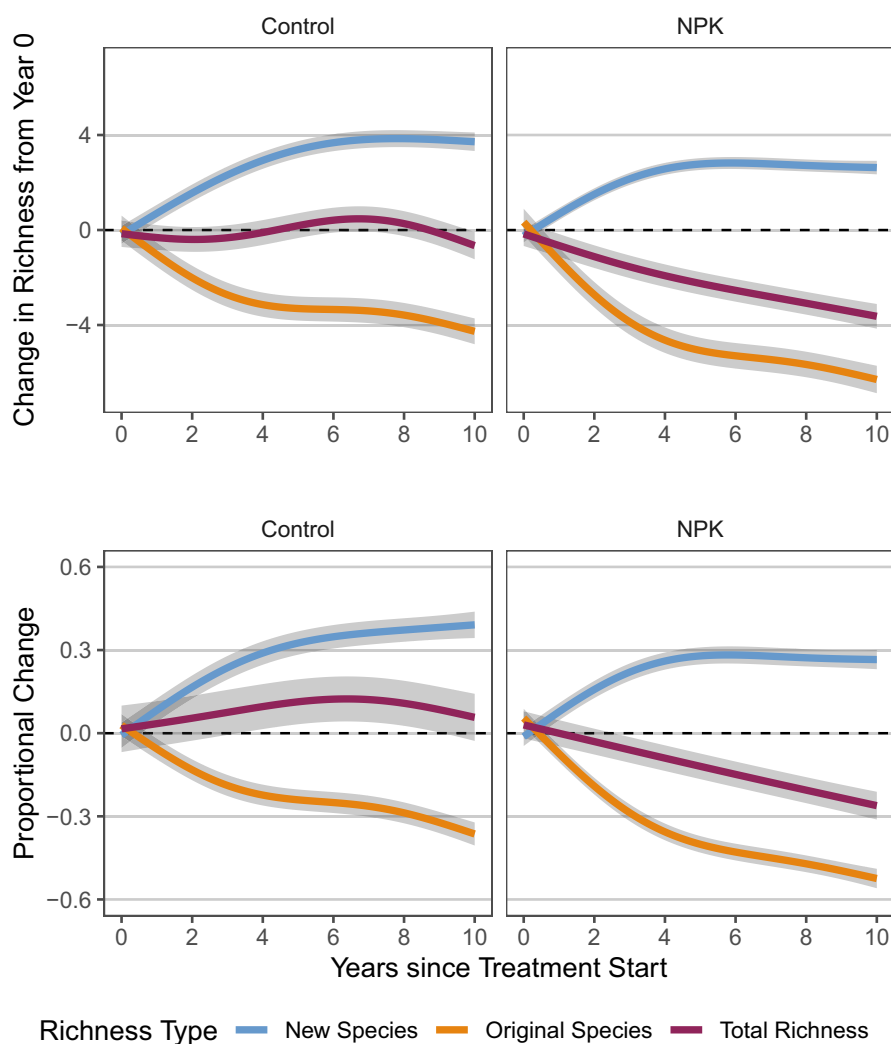 Control NPK
Change in Richness from Year 0
4
0
−4
0 2 4 6 8 10 0 2 4 6 8 10
Control NPK
Proportional Change
0.6
0.3
0.0
−0.3
−0.6
0 2 4 6 8 10 0 2 4 6 8 10
Years since Treatment Start
Richness Type New Species Original Species Total Richness